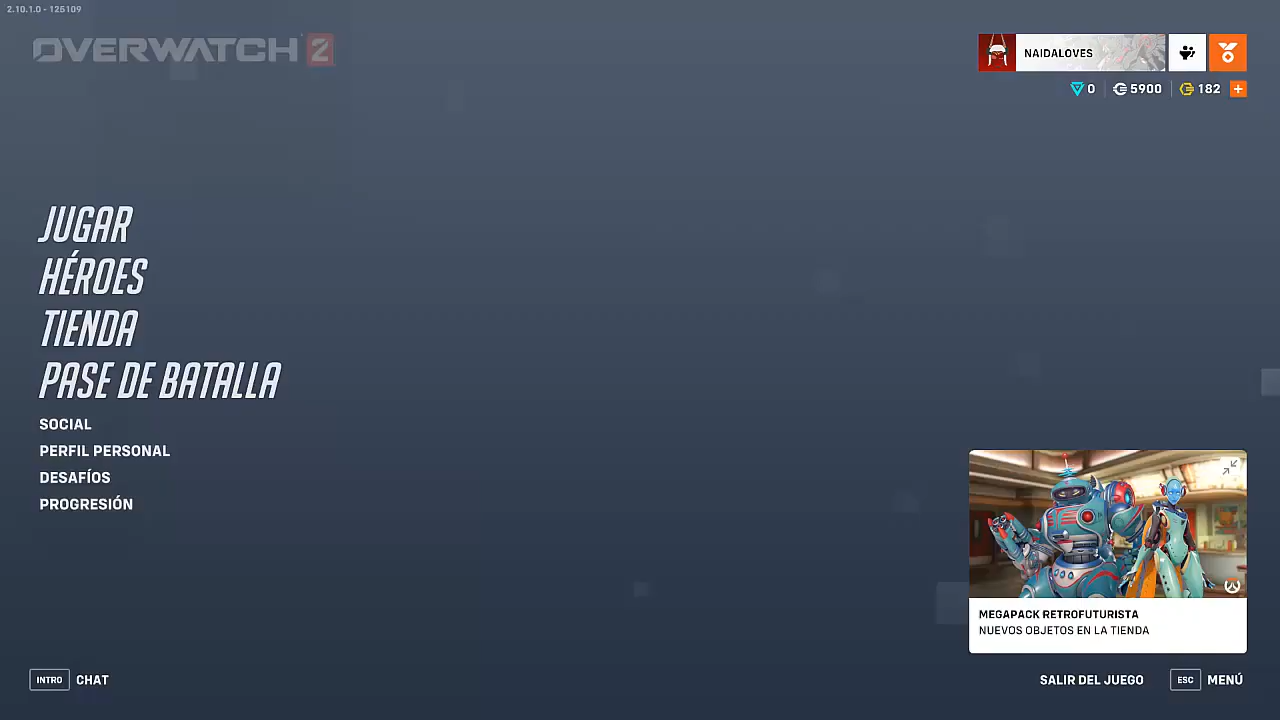 2.10.1.0 - 125109
OVERWATCH 2
NAIDALOVES
0
5900
182
+
JUGAR
HÉROES
TIENDA
PASE DE BATALLA
SOCIAL
PERFIL PERSONAL
DESAFÍOS
PROGRESIÓN
MEGAPACK RETROFUTURISTA
NUEVOS OBJETOS EN LA TIENDA
INTRO CHAT
SALIR DEL JUEGO
ESC MENÚ